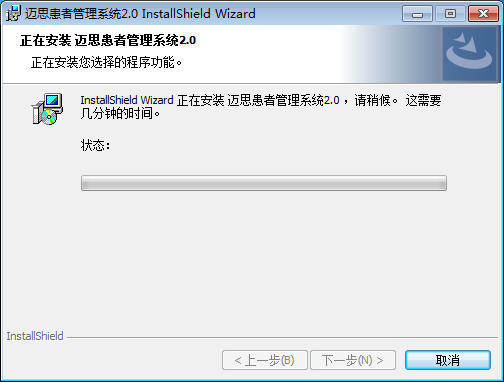 迈思患者管理系统2.0 InstallShield Wizard
正在安装 迈思患者管理系统2.0
正在安装您选择的程序功能。
InstallShield Wizard 正在安装 迈思患者管理系统2.0 ，请稍候。 这需要
几分钟的时间。
状态：
InstallShield
< 上一步(B)
下一步(N) >
取消